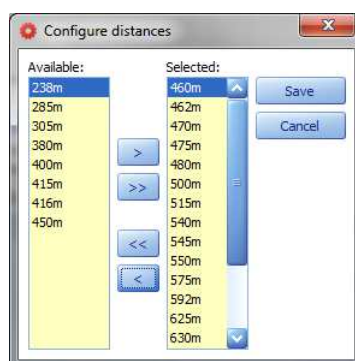 Configure distances
Available:
238m
285m
305m
380m
400m
415m
416m
450m
>
>>
<<
<
Selected:
460m
462m
470m
475m
480m
500m
515m
540m
545m
550m
575m
592m
625m
630m
Save
Cancel